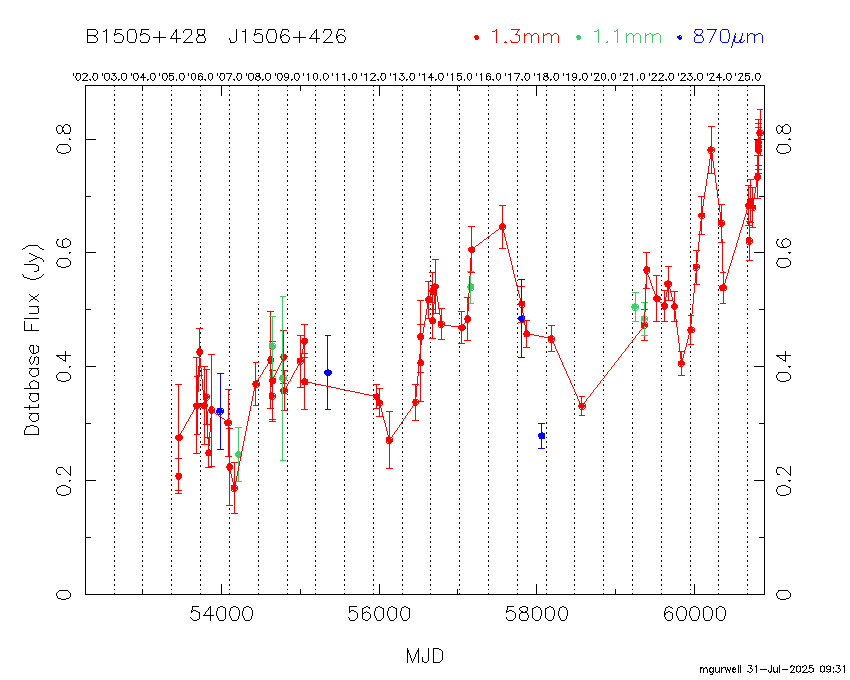 B1505+428 J1506+426 1.3mm 1.1mm 870μm
'02.0 '03.0 '04.0 '05.0 '06.0 '07.0 '08.0 '09.0 '10.0 '11.0 '12.0 '13.0 '14.0 '15.0 '16.0 '17.0 '18.0 '19.0 '20.0 '21.0 '22.0 '23.0 '24.0 '25.0
0.8 0.8
0.6 0.6
Database Flux (Jy)
0.4 0.4
0.2 0.2
0 0
54000 56000 58000 60000
MJD
mgurwell 31-Jul-2025 09:31